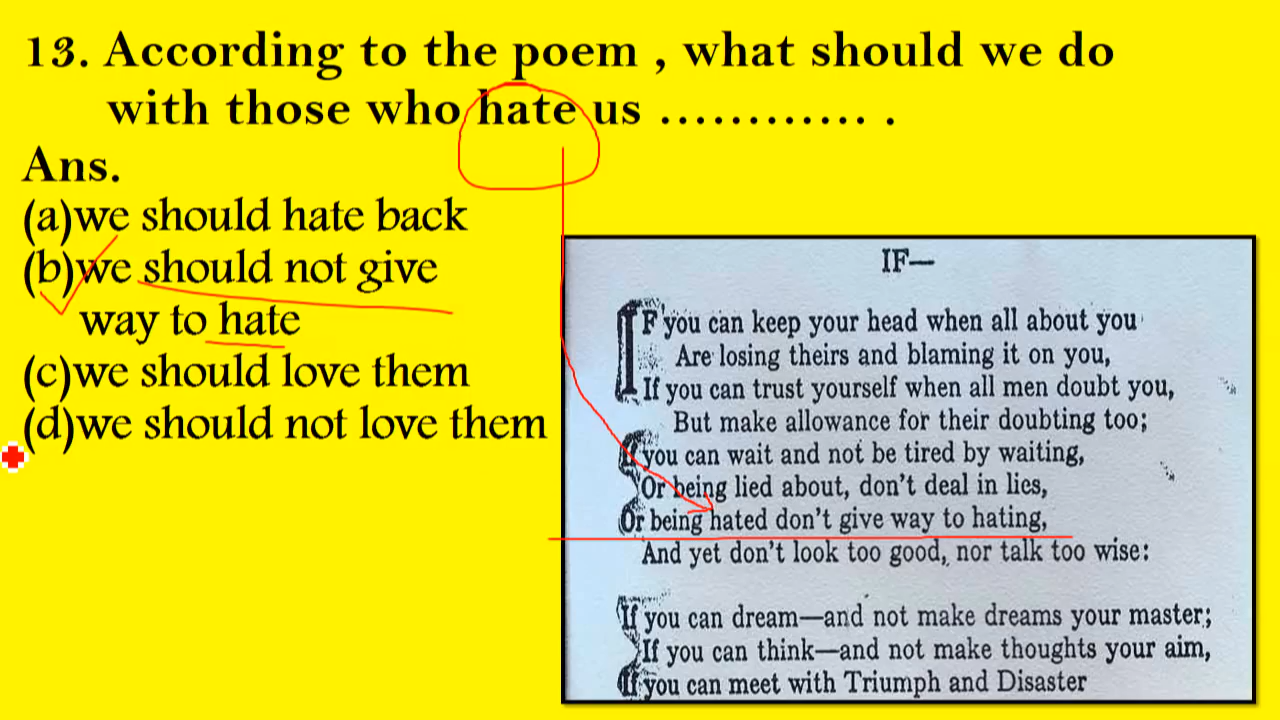 13. According to the poem , what should we do
with those who hate us ............ .
Ans.
(a)we should hate back
(b)we should not give
way to hate
(c)we should love them
(d)we should not love them
IF—
IF you can keep your head when all about you
Are losing theirs and blaming it on you,
If you can trust yourself when all men doubt you,
But make allowance for their doubting too;
If you can wait and not be tired by waiting,
Or being lied about, don't deal in lies,
Or being hated don't give way to hating,
And yet don't look too good, nor talk too wise:
If you can dream—and not make dreams your master;
If you can think—and not make thoughts your aim,
If you can meet with Triumph and Disaster